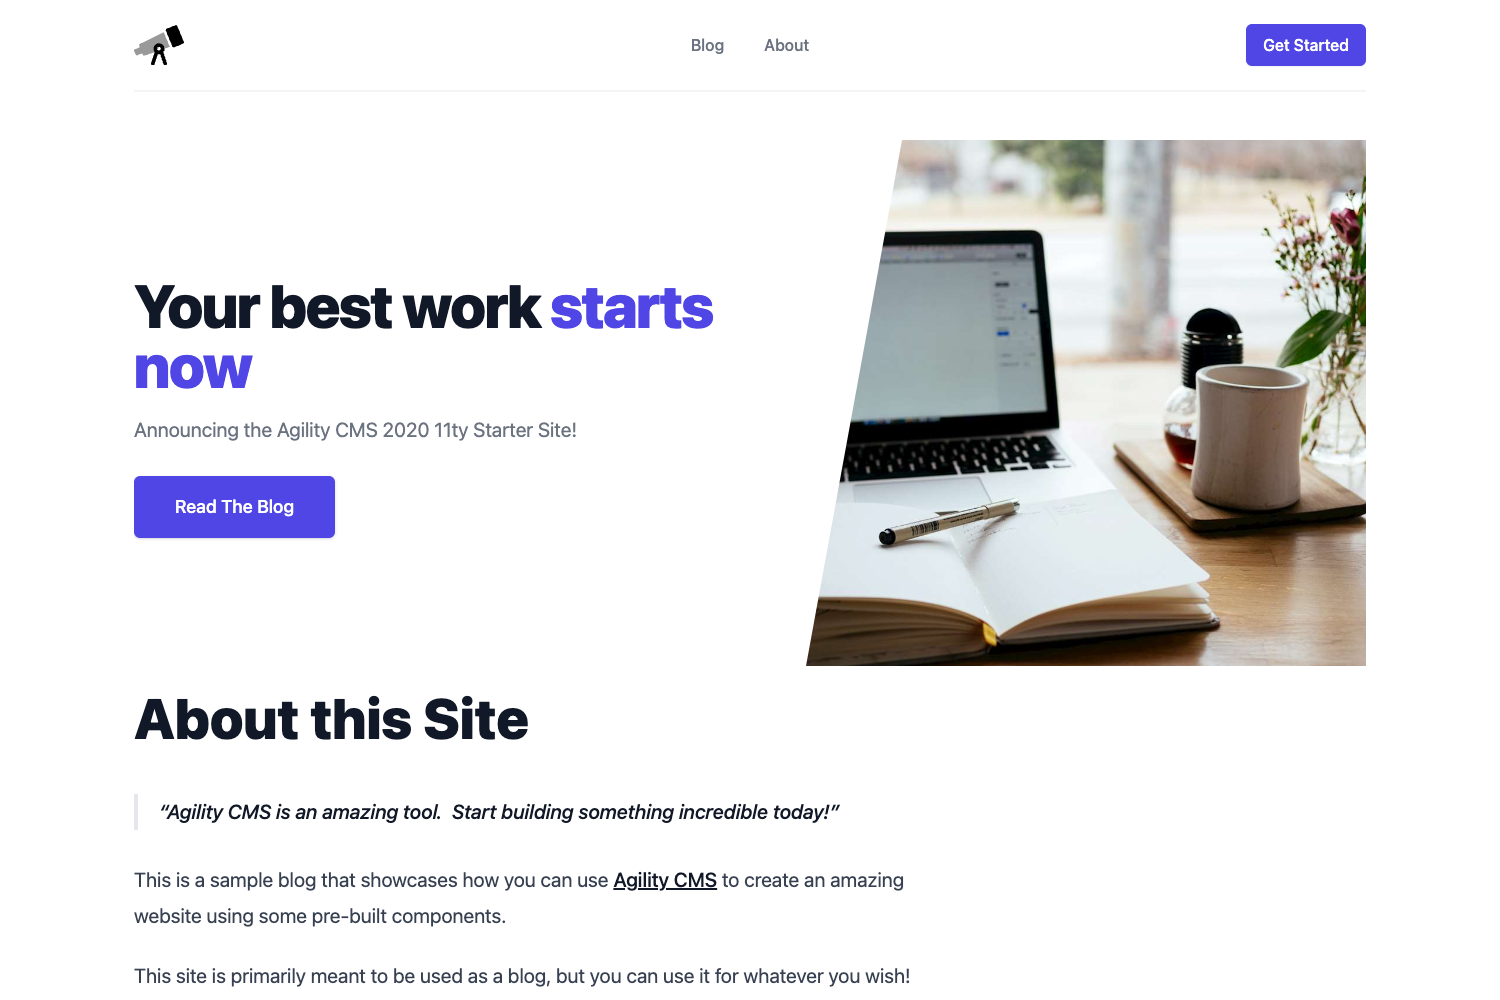 Blog About Get Started
Your best work starts
now
Announcing the Agility CMS 2020 11ty Starter Site!
Read The Blog
About this Site
“Agility CMS is an amazing tool.  Start building something incredible today!”
This is a sample blog that showcases how you can use Agility CMS to create an amazing
website using some pre-built components.
This site is primarily meant to be used as a blog, but you can use it for whatever you wish!